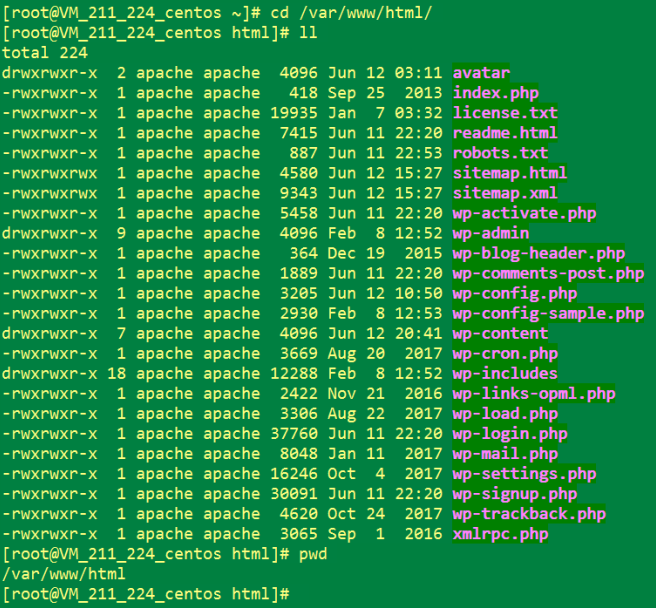 [root@VM_211_224_centos ~]# cd /var/www/html/
[root@VM_211_224_centos html]# ll
total 224
drwxrwxr-x  2 apache apache  4096 Jun 12 03:11 avatar
-rwxrwxr-x  1 apache apache   418 Sep 25  2013 index.php
-rwxrwxr-x  1 apache apache 19935 Jan  7 03:32 license.txt
-rwxrwxr-x  1 apache apache  7415 Jun 11 22:20 readme.html
-rwxrwxr-x  1 apache apache   887 Jun 11 22:53 robots.txt
-rwxrwxrwx  1 apache apache  4580 Jun 12 15:27 sitemap.html
-rwxrwxrwx  1 apache apache  9343 Jun 12 15:27 sitemap.xml
-rwxrwxr-x  1 apache apache  5458 Jun 11 22:20 wp-activate.php
drwxrwxr-x  9 apache apache  4096 Feb  8 12:52 wp-admin
-rwxrwxr-x  1 apache apache   364 Dec 19  2015 wp-blog-header.php
-rwxrwxr-x  1 apache apache  1889 Jun 11 22:20 wp-comments-post.php
-rwxrwxr-x  1 apache apache  3205 Jun 12 10:50 wp-config.php
-rwxrwxr-x  1 apache apache  2930 Feb  8 12:53 wp-config-sample.php
drwxrwxr-x  7 apache apache  4096 Jun 12 20:41 wp-content
-rwxrwxr-x  1 apache apache  3669 Aug 20  2017 wp-cron.php
drwxrwxr-x 18 apache apache 12288 Feb  8 12:52 wp-includes
-rwxrwxr-x  1 apache apache  2422 Nov 21  2016 wp-links-opml.php
-rwxrwxr-x  1 apache apache  3306 Aug 22  2017 wp-load.php
-rwxrwxr-x  1 apache apache 37760 Jun 11 22:20 wp-login.php
-rwxrwxr-x  1 apache apache  8048 Jan 11  2017 wp-mail.php
-rwxrwxr-x  1 apache apache 16246 Oct  4  2017 wp-settings.php
-rwxrwxr-x  1 apache apache 30091 Jun 11 22:20 wp-signup.php
-rwxrwxr-x  1 apache apache  4620 Oct 24  2017 wp-trackback.php
-rwxrwxr-x  1 apache apache  3065 Sep  1  2016 xmlrpc.php
[root@VM_211_224_centos html]# pwd
/var/www/html
[root@VM_211_224_centos html]#